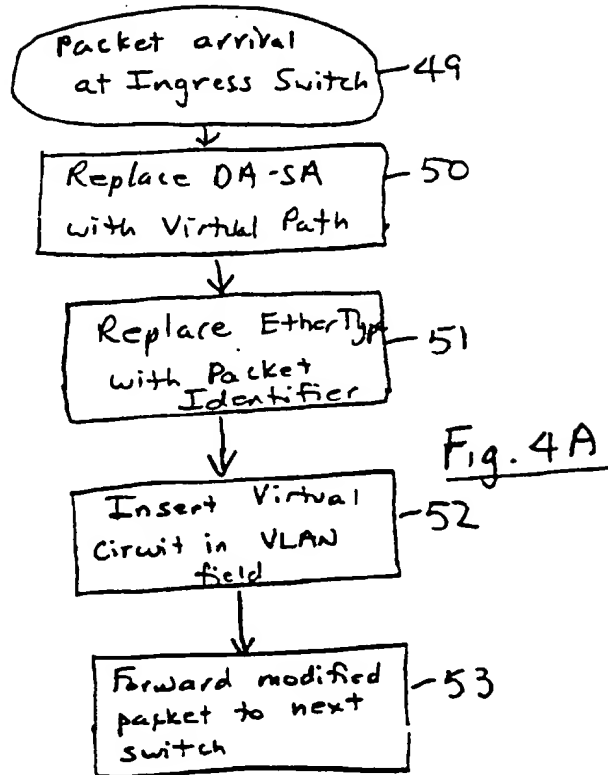 Packet arrival
at Ingress Switch
49
Replace DA-SA
with Virtual Path
50
Replace EtherType
with Packet
Identifier
51
Fig. 4A
Insert Virtual
Circuit in VLAN
field
52
Forward modified
packet to next
switch
53